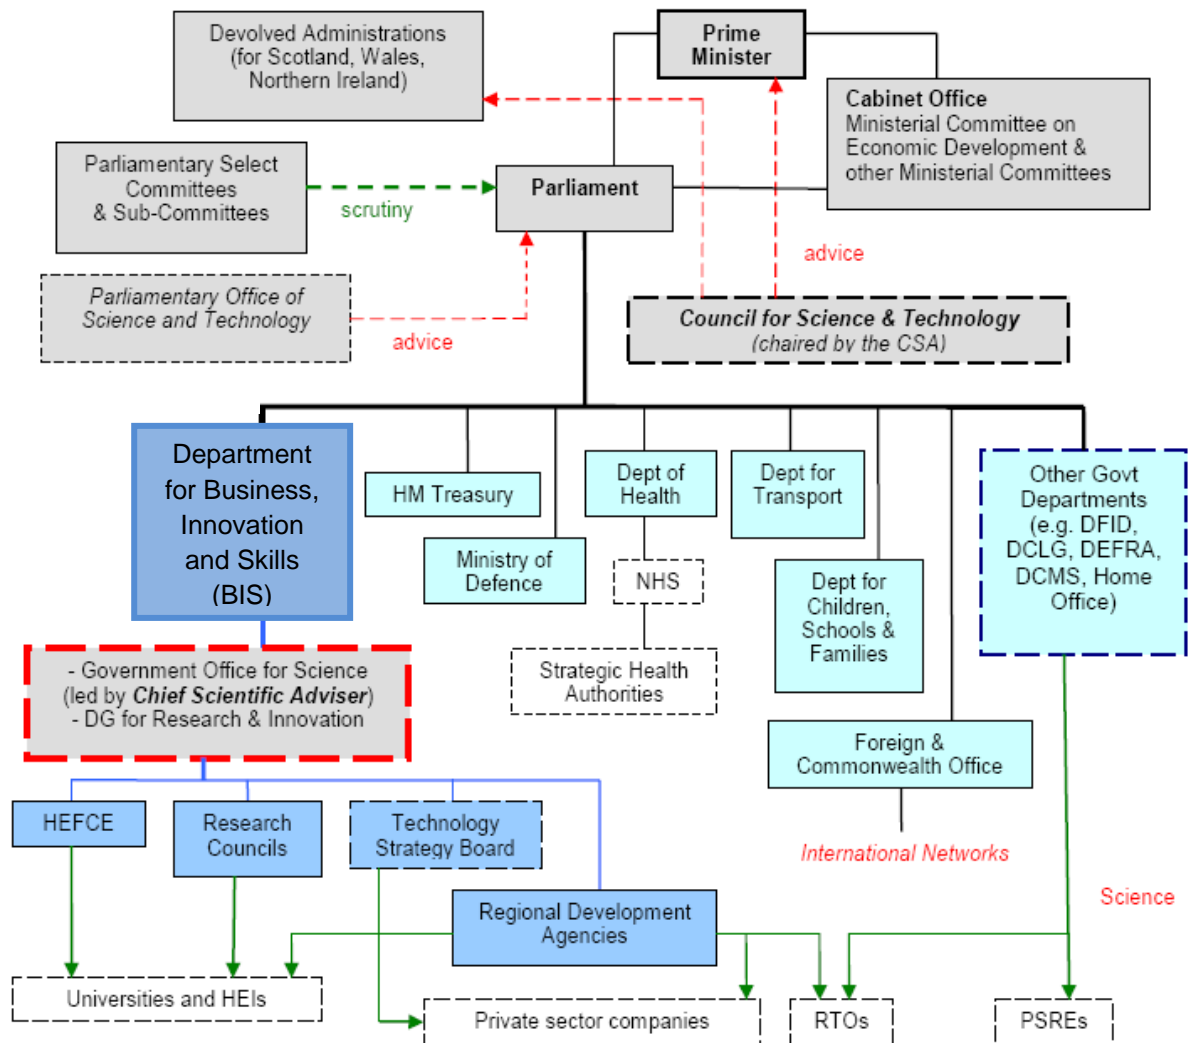 Devolved Administrations
(for Scotland, Wales,
Northern Ireland)
Prime
Minister
Cabinet Office
Ministerial Committee on
Economic Development &
other Ministerial Committees
Parliamentary Select
Committees
& Sub-Committees
scrutiny
Parliament
advice
Parliamentary Office of
Science and Technology
advice
Council for Science & Technology
(chaired by the CSA)
Department
for Business,
Innovation
and Skills
(BIS)
HM Treasury
Ministry of
Defence
Dept of
Health
NHS
Strategic Health
Authorities
Dept for
Transport
Dept for
Children,
Schools &
Families
Other Govt
Departments
(e.g. DFID,
DCLG, DEFRA,
DCMS, Home
Office)
- Government Office for Science
(led by Chief Scientific Adviser)
- DG for Research & Innovation
Foreign &
Commonwealth Office
International Networks
Science
HEFCE
Research
Councils
Technology
Strategy Board
Regional Development
Agencies
Universities and HEIs
Private sector companies
RTOs
PSREs